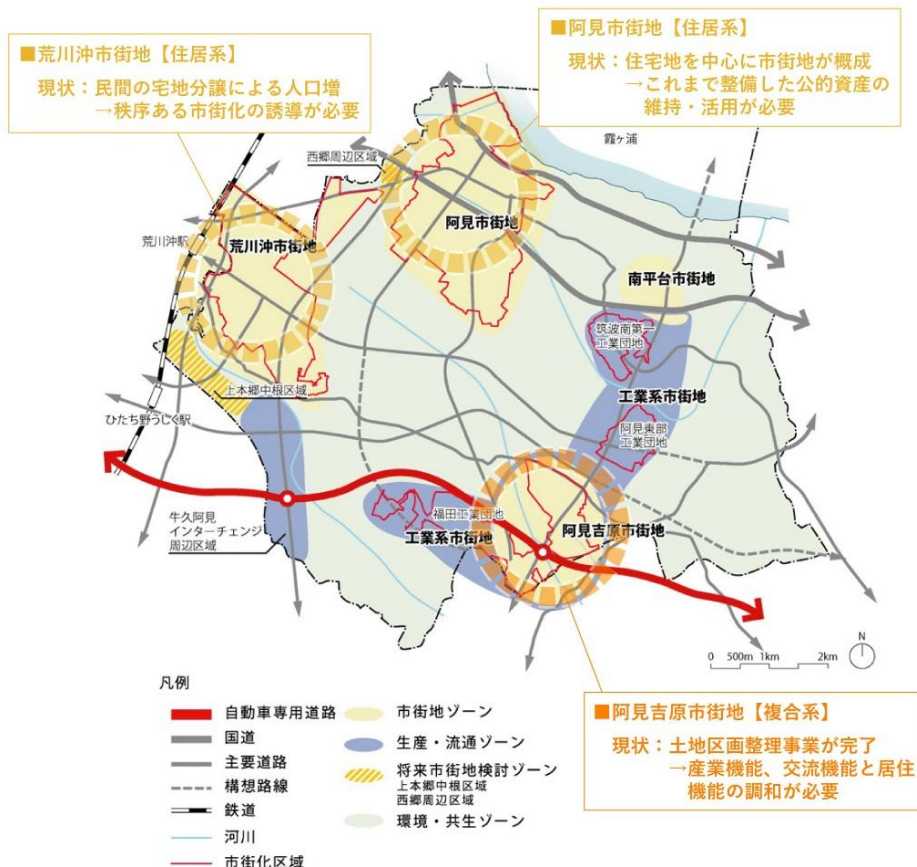 ■荒川沖市街地【住居系】
現状：民間の宅地分譲による人口増
→秩序ある市街化の誘導が必要
■阿見市街地【住居系】
現状：住宅地を中心に市街地が概成
→これまで整備した公的資産の
維持・活用が必要
霞ヶ浦
西郷周辺区域
阿見市街地
荒川沖駅
荒川沖市街地
南平台市街地
筑波南第一
工業団地
上本郷中根区域
工業系市街地
ひたち野うしく駅
阿見東部
工業団地
牛久阿見
インターチェンジ
周辺区域
福田工業団地
工業系市街地
阿見吉原市街地
N
0 500m 1km 2km
■阿見吉原市街地【複合系】
現状：土地区画整理事業が完了
→産業機能、交流機能と居住
機能の調和が必要
凡例
自動車専用道路
国道
主要道路
構想路線
鉄道
河川
市街化区域
市街地ゾーン
生産・流通ゾーン
将来市街地検討ゾーン
上本郷中根区域
西郷周辺区域
環境・共生ゾーン